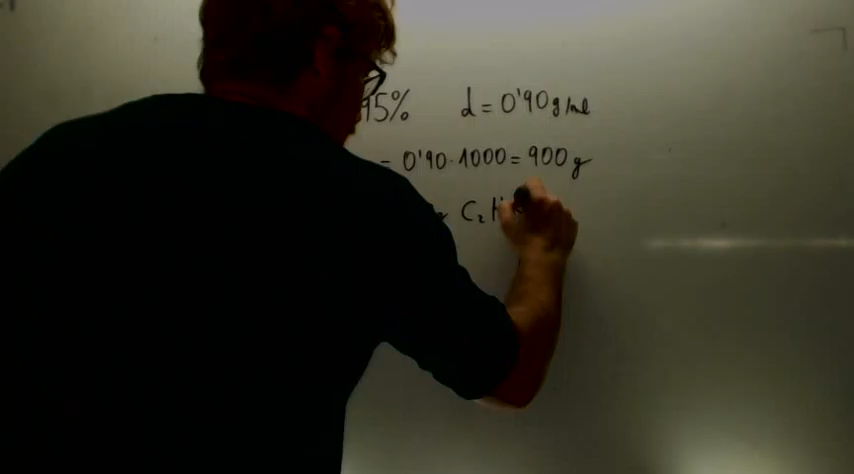 95% d = 0'90 g/ml
= 0'90 · 1000 = 900 g
C₂H